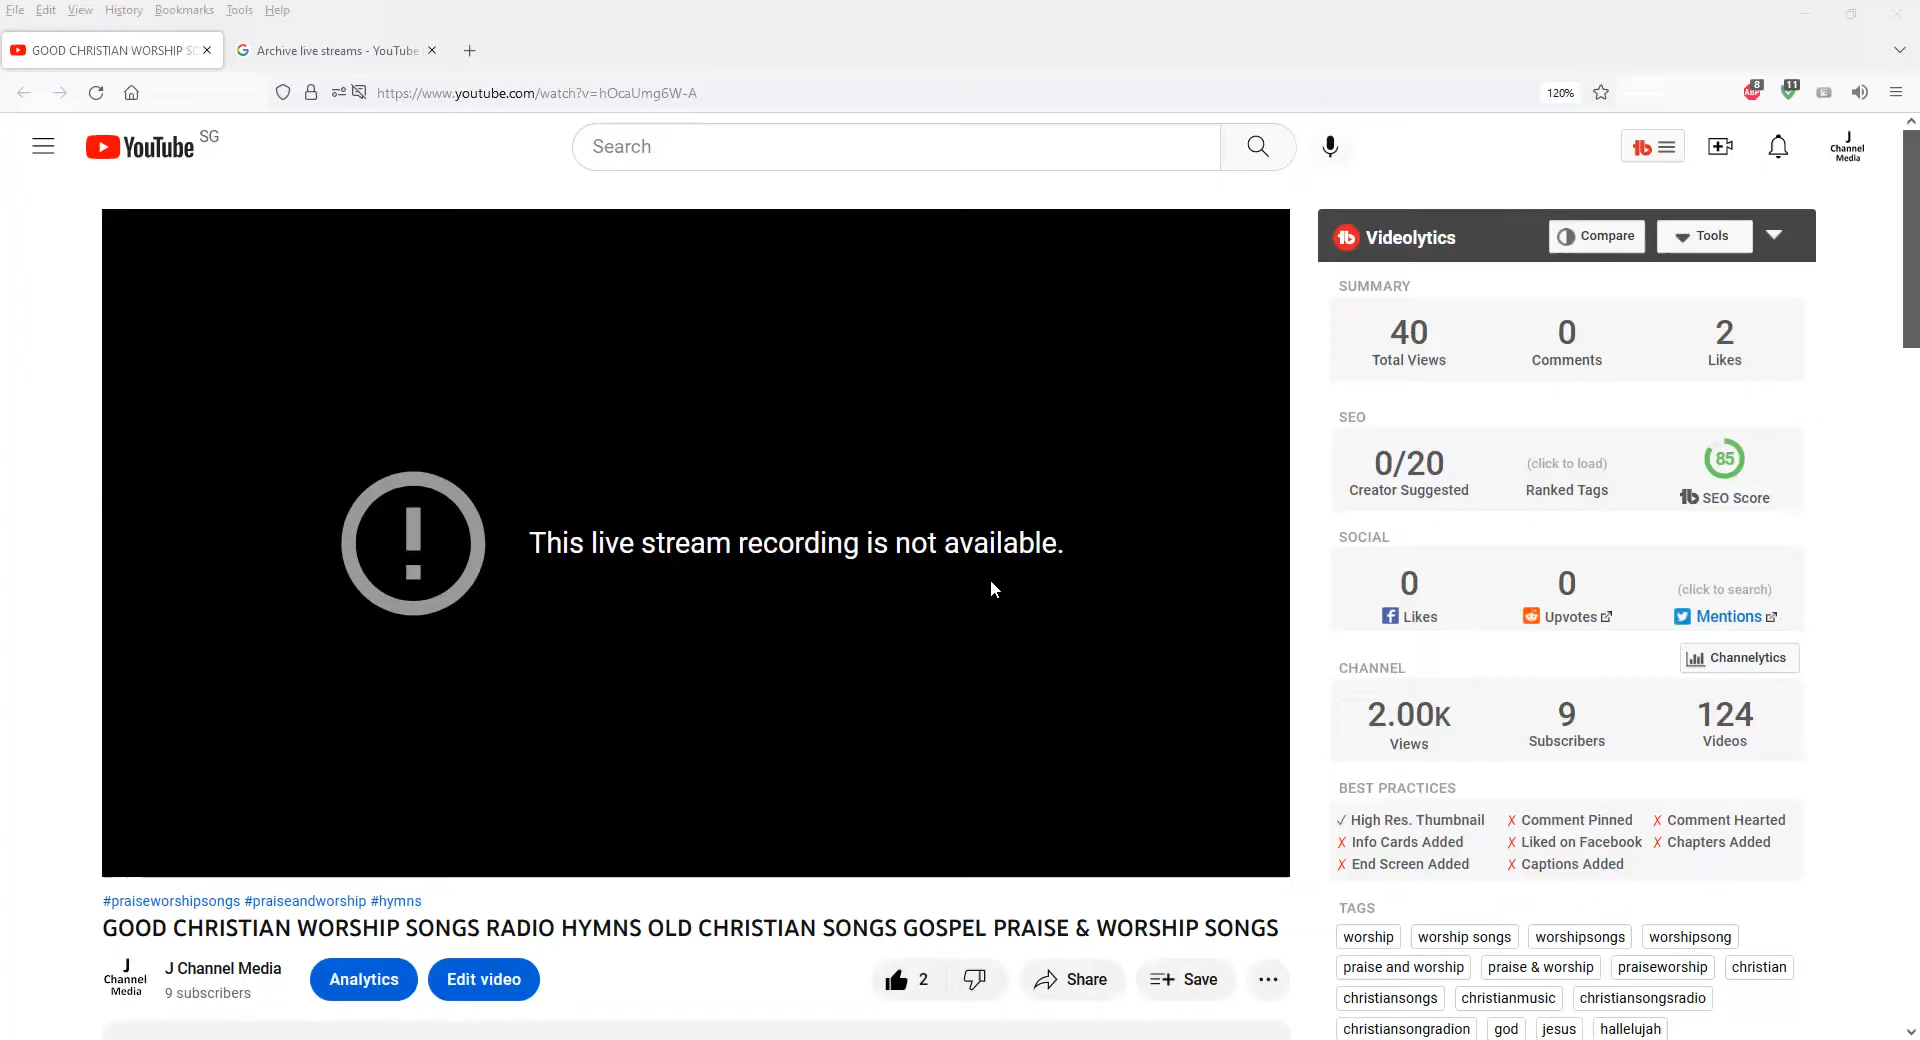 File Edit View History Bookmarks Tools Help
GOOD CHRISTIAN WORSHIP SO
Archive live streams - YouTube
https://www.youtube.com/watch?v=hOcaUmg6W-A
120%
8
ABP
11
YouTube SG
Search
tb
J
Channel
Media
This live stream recording is not available.
#praiseworshipsongs #praiseandworship #hymns
GOOD CHRISTIAN WORSHIP SONGS RADIO HYMNS OLD CHRISTIAN SONGS GOSPEL PRAISE & WORSHIP SONGS
J
Channel
Media
J Channel Media
9 subscribers
Analytics
Edit video
2
Share
Save
tb Videolytics
Compare
Tools
SUMMARY
40 0 2
Total Views Comments Likes
SEO
0/20 (click to load) 85
Creator Suggested Ranked Tags tb SEO Score
SOCIAL
0 0 (click to search)
Likes Upvotes Mentions
CHANNEL
Channelytics
2.00K 9 124
Views Subscribers Videos
BEST PRACTICES
✓ High Res. Thumbnail ✗ Comment Pinned ✗ Comment Hearted
✗ Info Cards Added ✗ Liked on Facebook ✗ Chapters Added
✗ End Screen Added ✗ Captions Added
TAGS
worship worship songs worshipsongs worshipsong
praise and worship praise & worship praiseworship christian
christiansongs christianmusic christiansongsradio
christiansongradion god jesus hallelujah